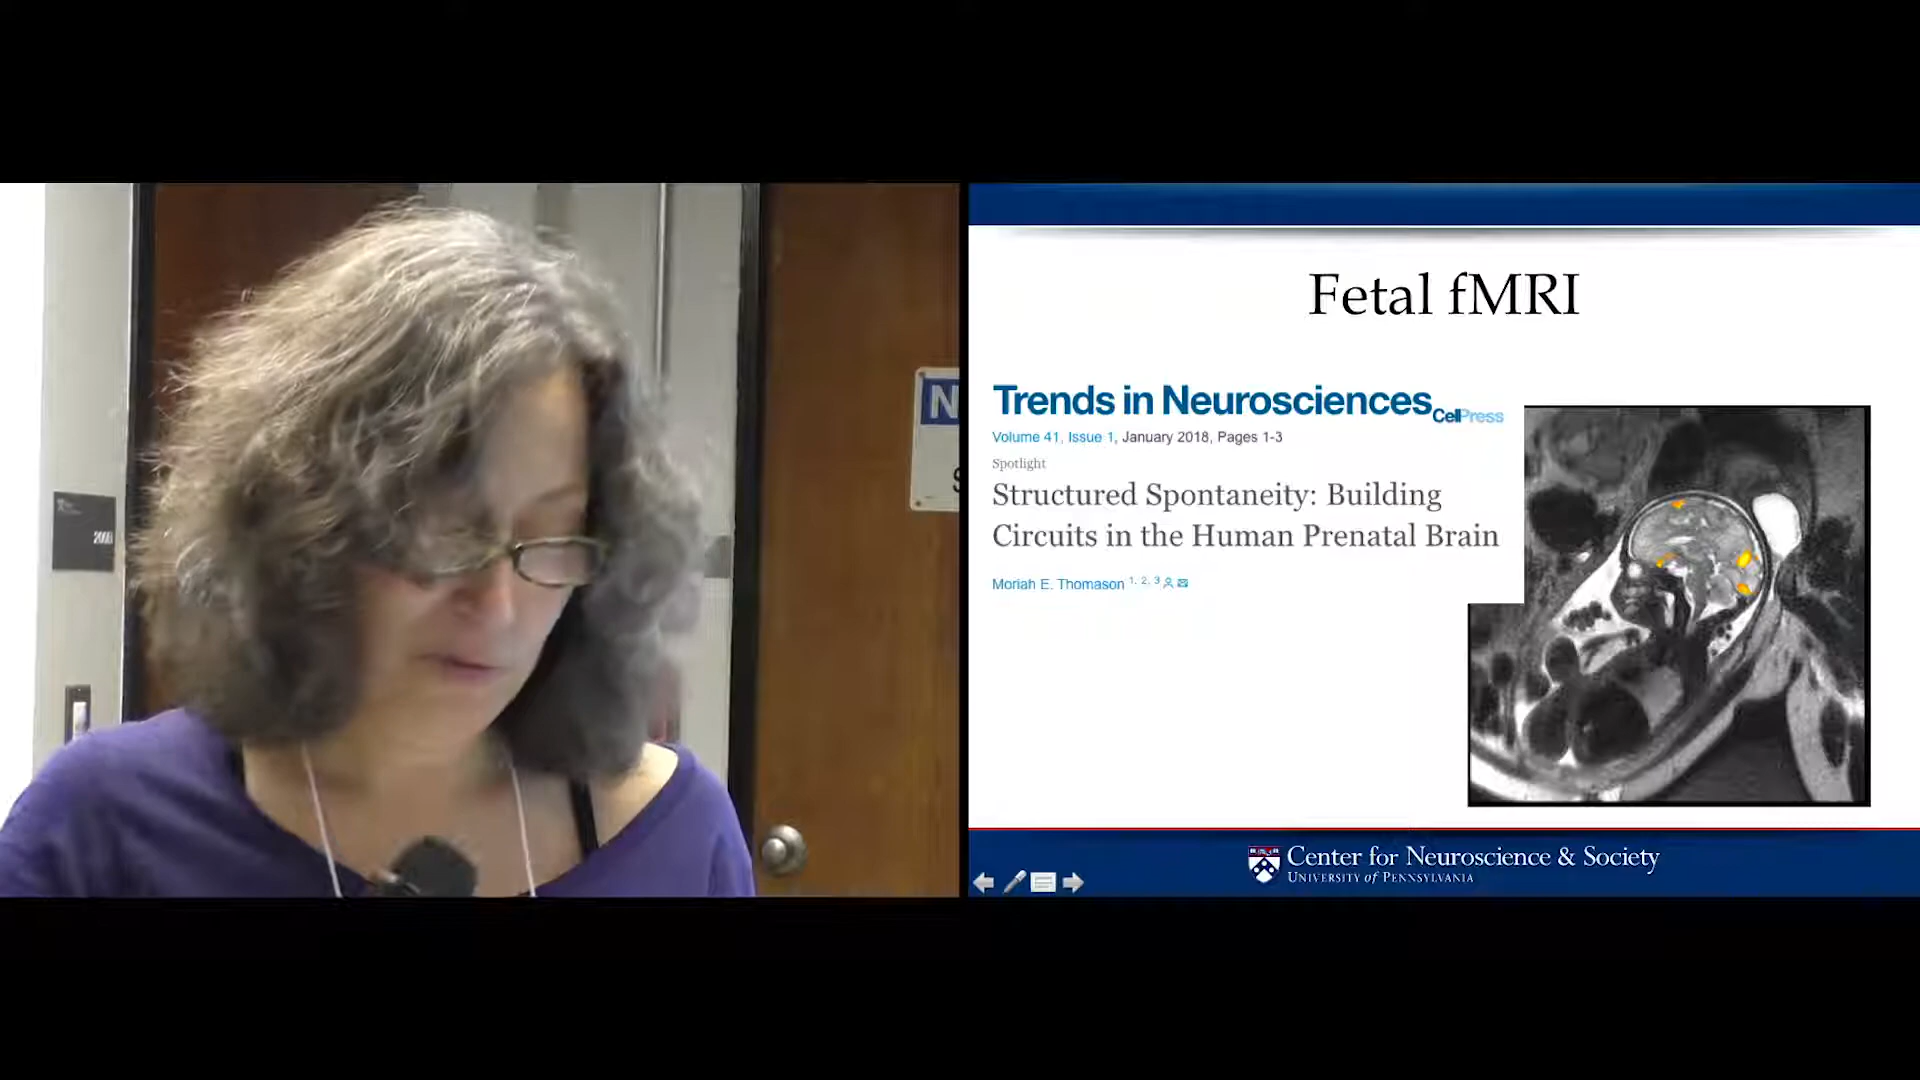 2000
N
S
Fetal fMRI
Trends in Neurosciences CellPress
Volume 41, Issue 1, January 2018, Pages 1-3
Spotlight
Structured Spontaneity: Building
Circuits in the Human Prenatal Brain
Moriah E. Thomason 1, 2, 3
Center for Neuroscience & Society
UNIVERSITY of PENNSYLVANIA